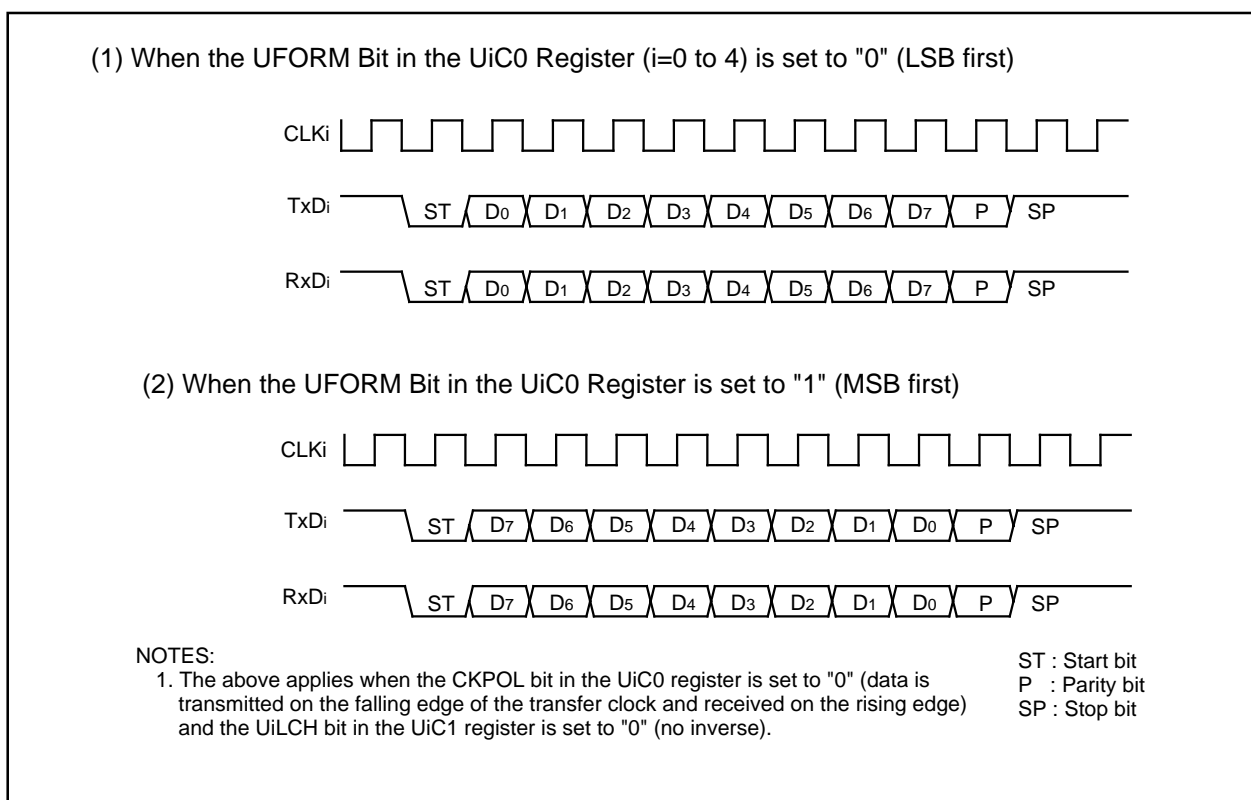 (1) When the UFORM Bit in the UiC0 Register (i=0 to 4) is set to "0" (LSB first)
CLKi
TxDi ST D0 D1 D2 D3 D4 D5 D6 D7 P SP
RxDi ST D0 D1 D2 D3 D4 D5 D6 D7 P SP
(2) When the UFORM Bit in the UiC0 Register is set to "1" (MSB first)
CLKi
TxDi ST D7 D6 D5 D4 D3 D2 D1 D0 P SP
RxDi ST D7 D6 D5 D4 D3 D2 D1 D0 P SP
NOTES:
1. The above applies when the CKPOL bit in the UiC0 register is set to "0" (data is
transmitted on the falling edge of the transfer clock and received on the rising edge)
and the UiLCH bit in the UiC1 register is set to "0" (no inverse).
ST : Start bit
P : Parity bit
SP : Stop bit